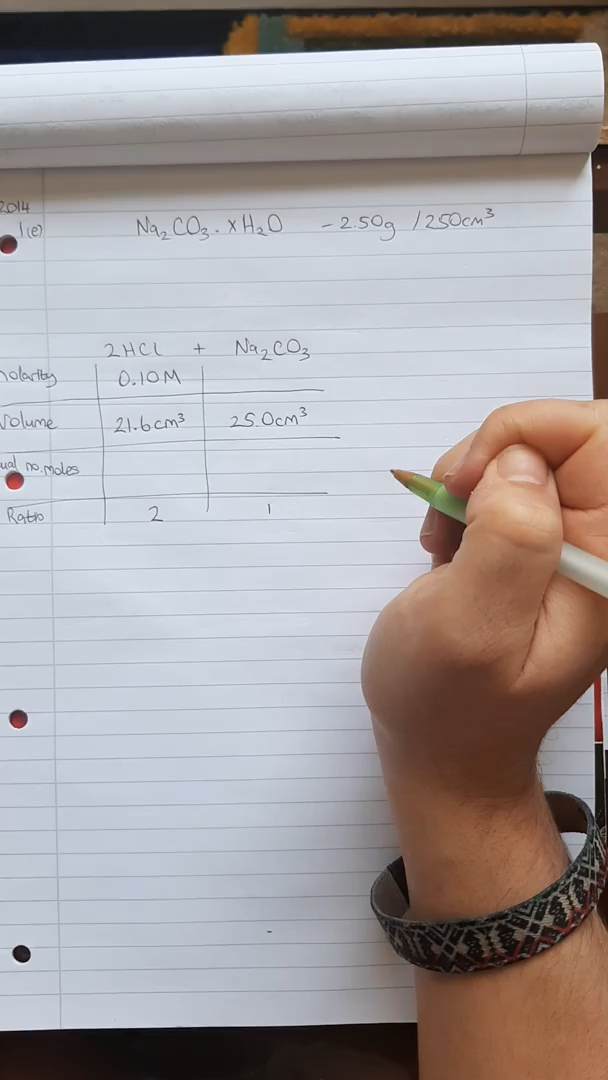 2014
1(e)
Na₂CO₃ . xH₂O - 2.50g /250cm³
2HCl + Na₂CO₃
olarity 0.10M
Volume 21.6cm³ 25.0cm³
ual no. moles
Ratio 2 1